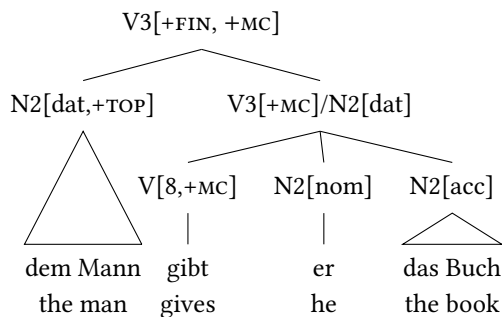 V3[+FIN, +MC]
N2[dat,+TOP] V3[+MC]/N2[dat]
V[8,+MC] N2[nom] N2[acc]
dem Mann gibt er das Buch
the man gives he the book